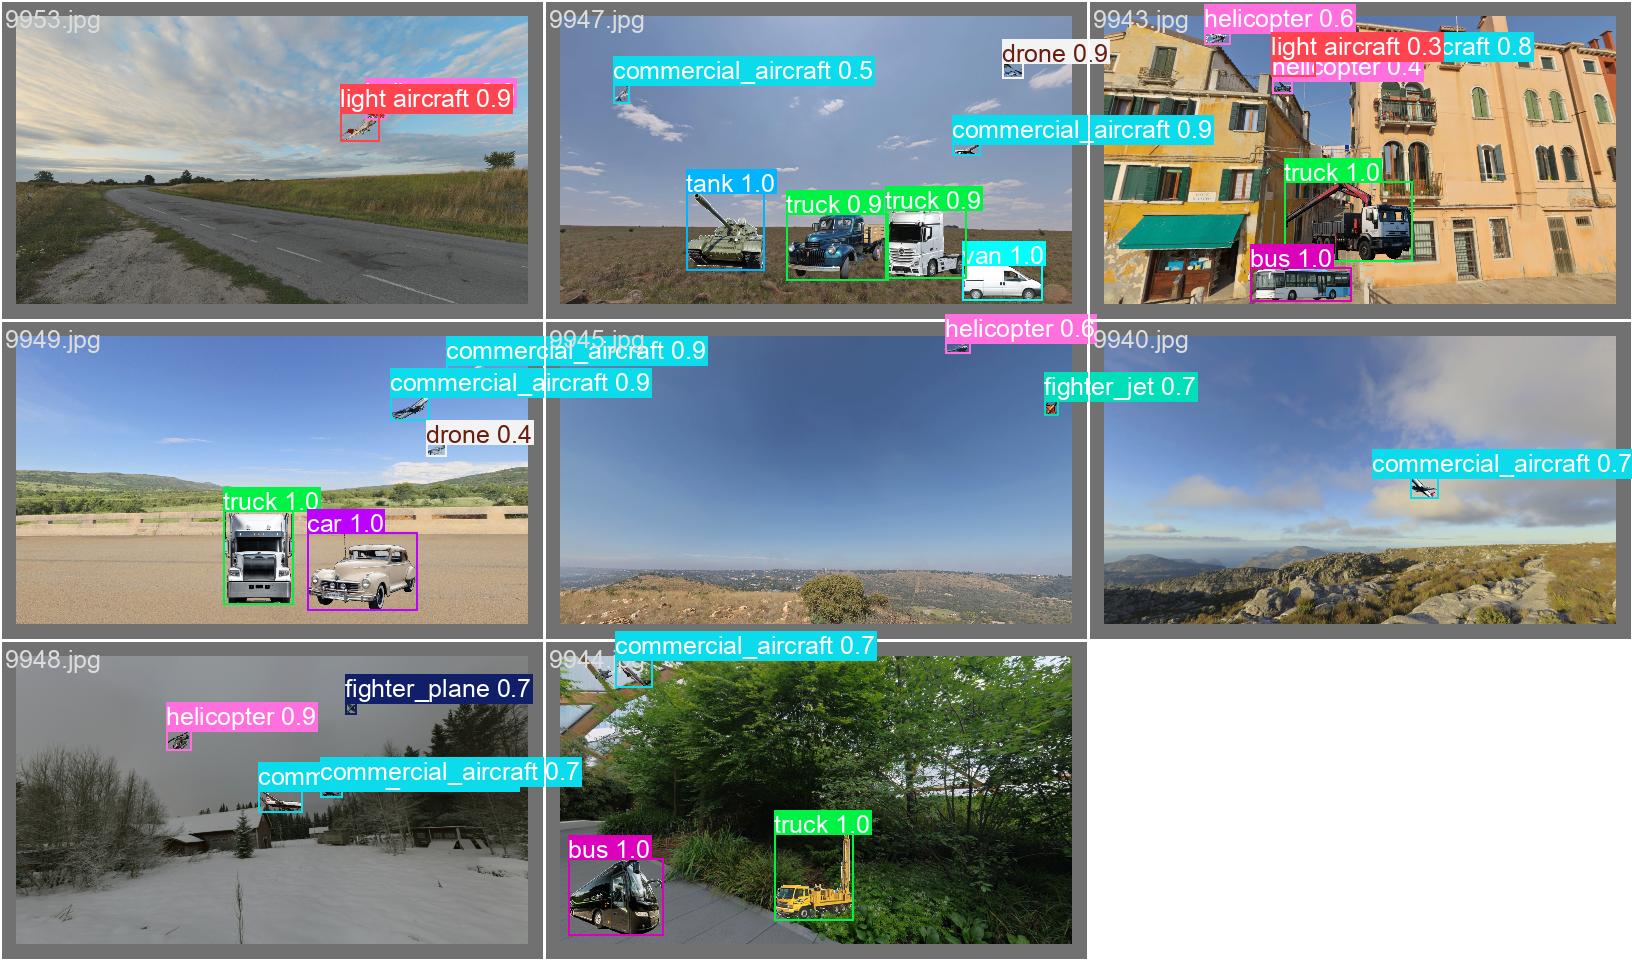 9953.jpg
light aircraft 0.9
9947.jpg
commercial_aircraft 0.5
drone 0.9
commercial_aircraft 0.9
tank 1.0
truck 0.9
truck 0.9
van 1.0
9943.jpg
helicopter 0.6
light aircraft 0.3
craft 0.8
helicopter 0.4
truck 1.0
bus 1.0
9949.jpg
commercial_aircraft 0.9
commercial_aircraft 0.9
drone 0.4
truck 1.0
car 1.0
9945.jpg
helicopter 0.6
fighter_jet 0.7
9940.jpg
commercial_aircraft 0.7
9948.jpg
fighter_plane 0.7
helicopter 0.9
comm
commercial_aircraft 0.7
9944.jpg
commercial_aircraft 0.7
truck 1.0
bus 1.0